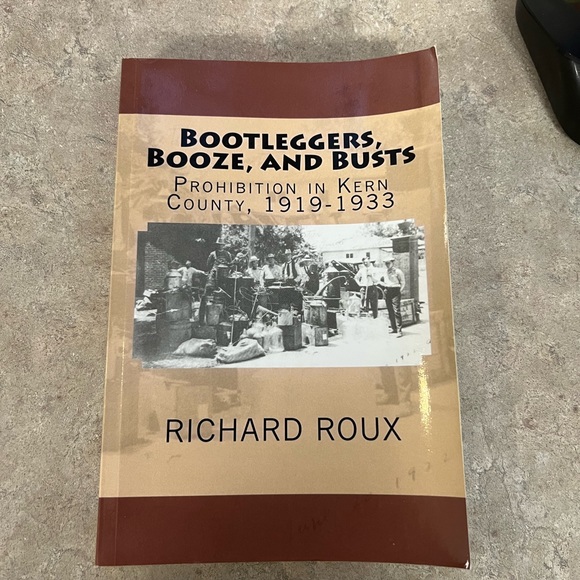 BOOTLEGGERS,
BOOZE, AND BUSTS
PROHIBITION IN KERN
COUNTY, 1919-1933
RICHARD ROUX